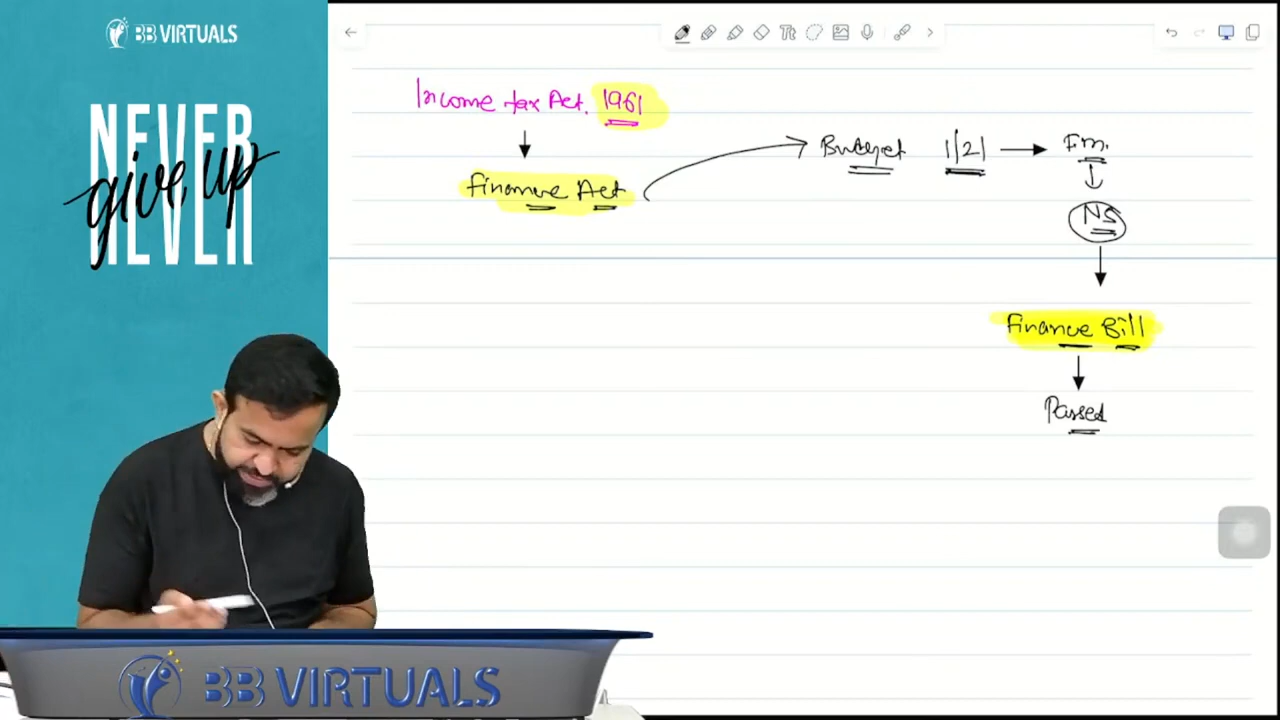 BB VIRTUALS
NEVER
give up
NEVER
Income tax Act, 1961
Finance Act
Budget 1|2| → Fm.
NS
Finance Bill
Passed
BB VIRTUALS